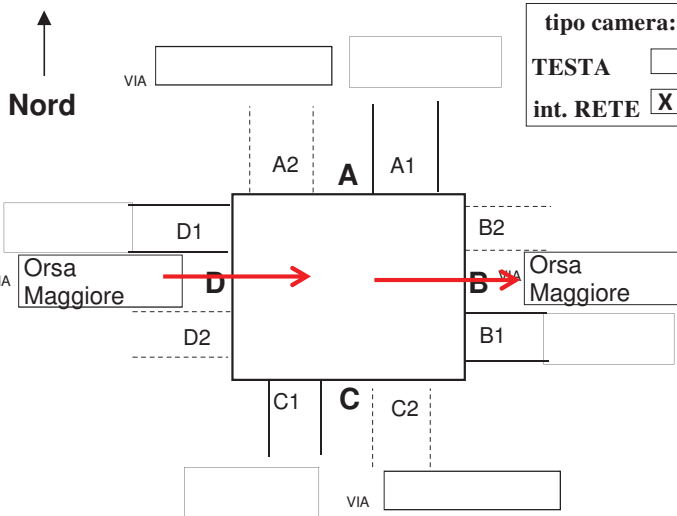 tipo camera:
VIA
TESTA
Nord
int. RETE X
A2 A A1
D1 B2
VIA Orsa
Maggiore
D
B
VIA Orsa
Maggiore
D2 B1
C1 C C2
VIA